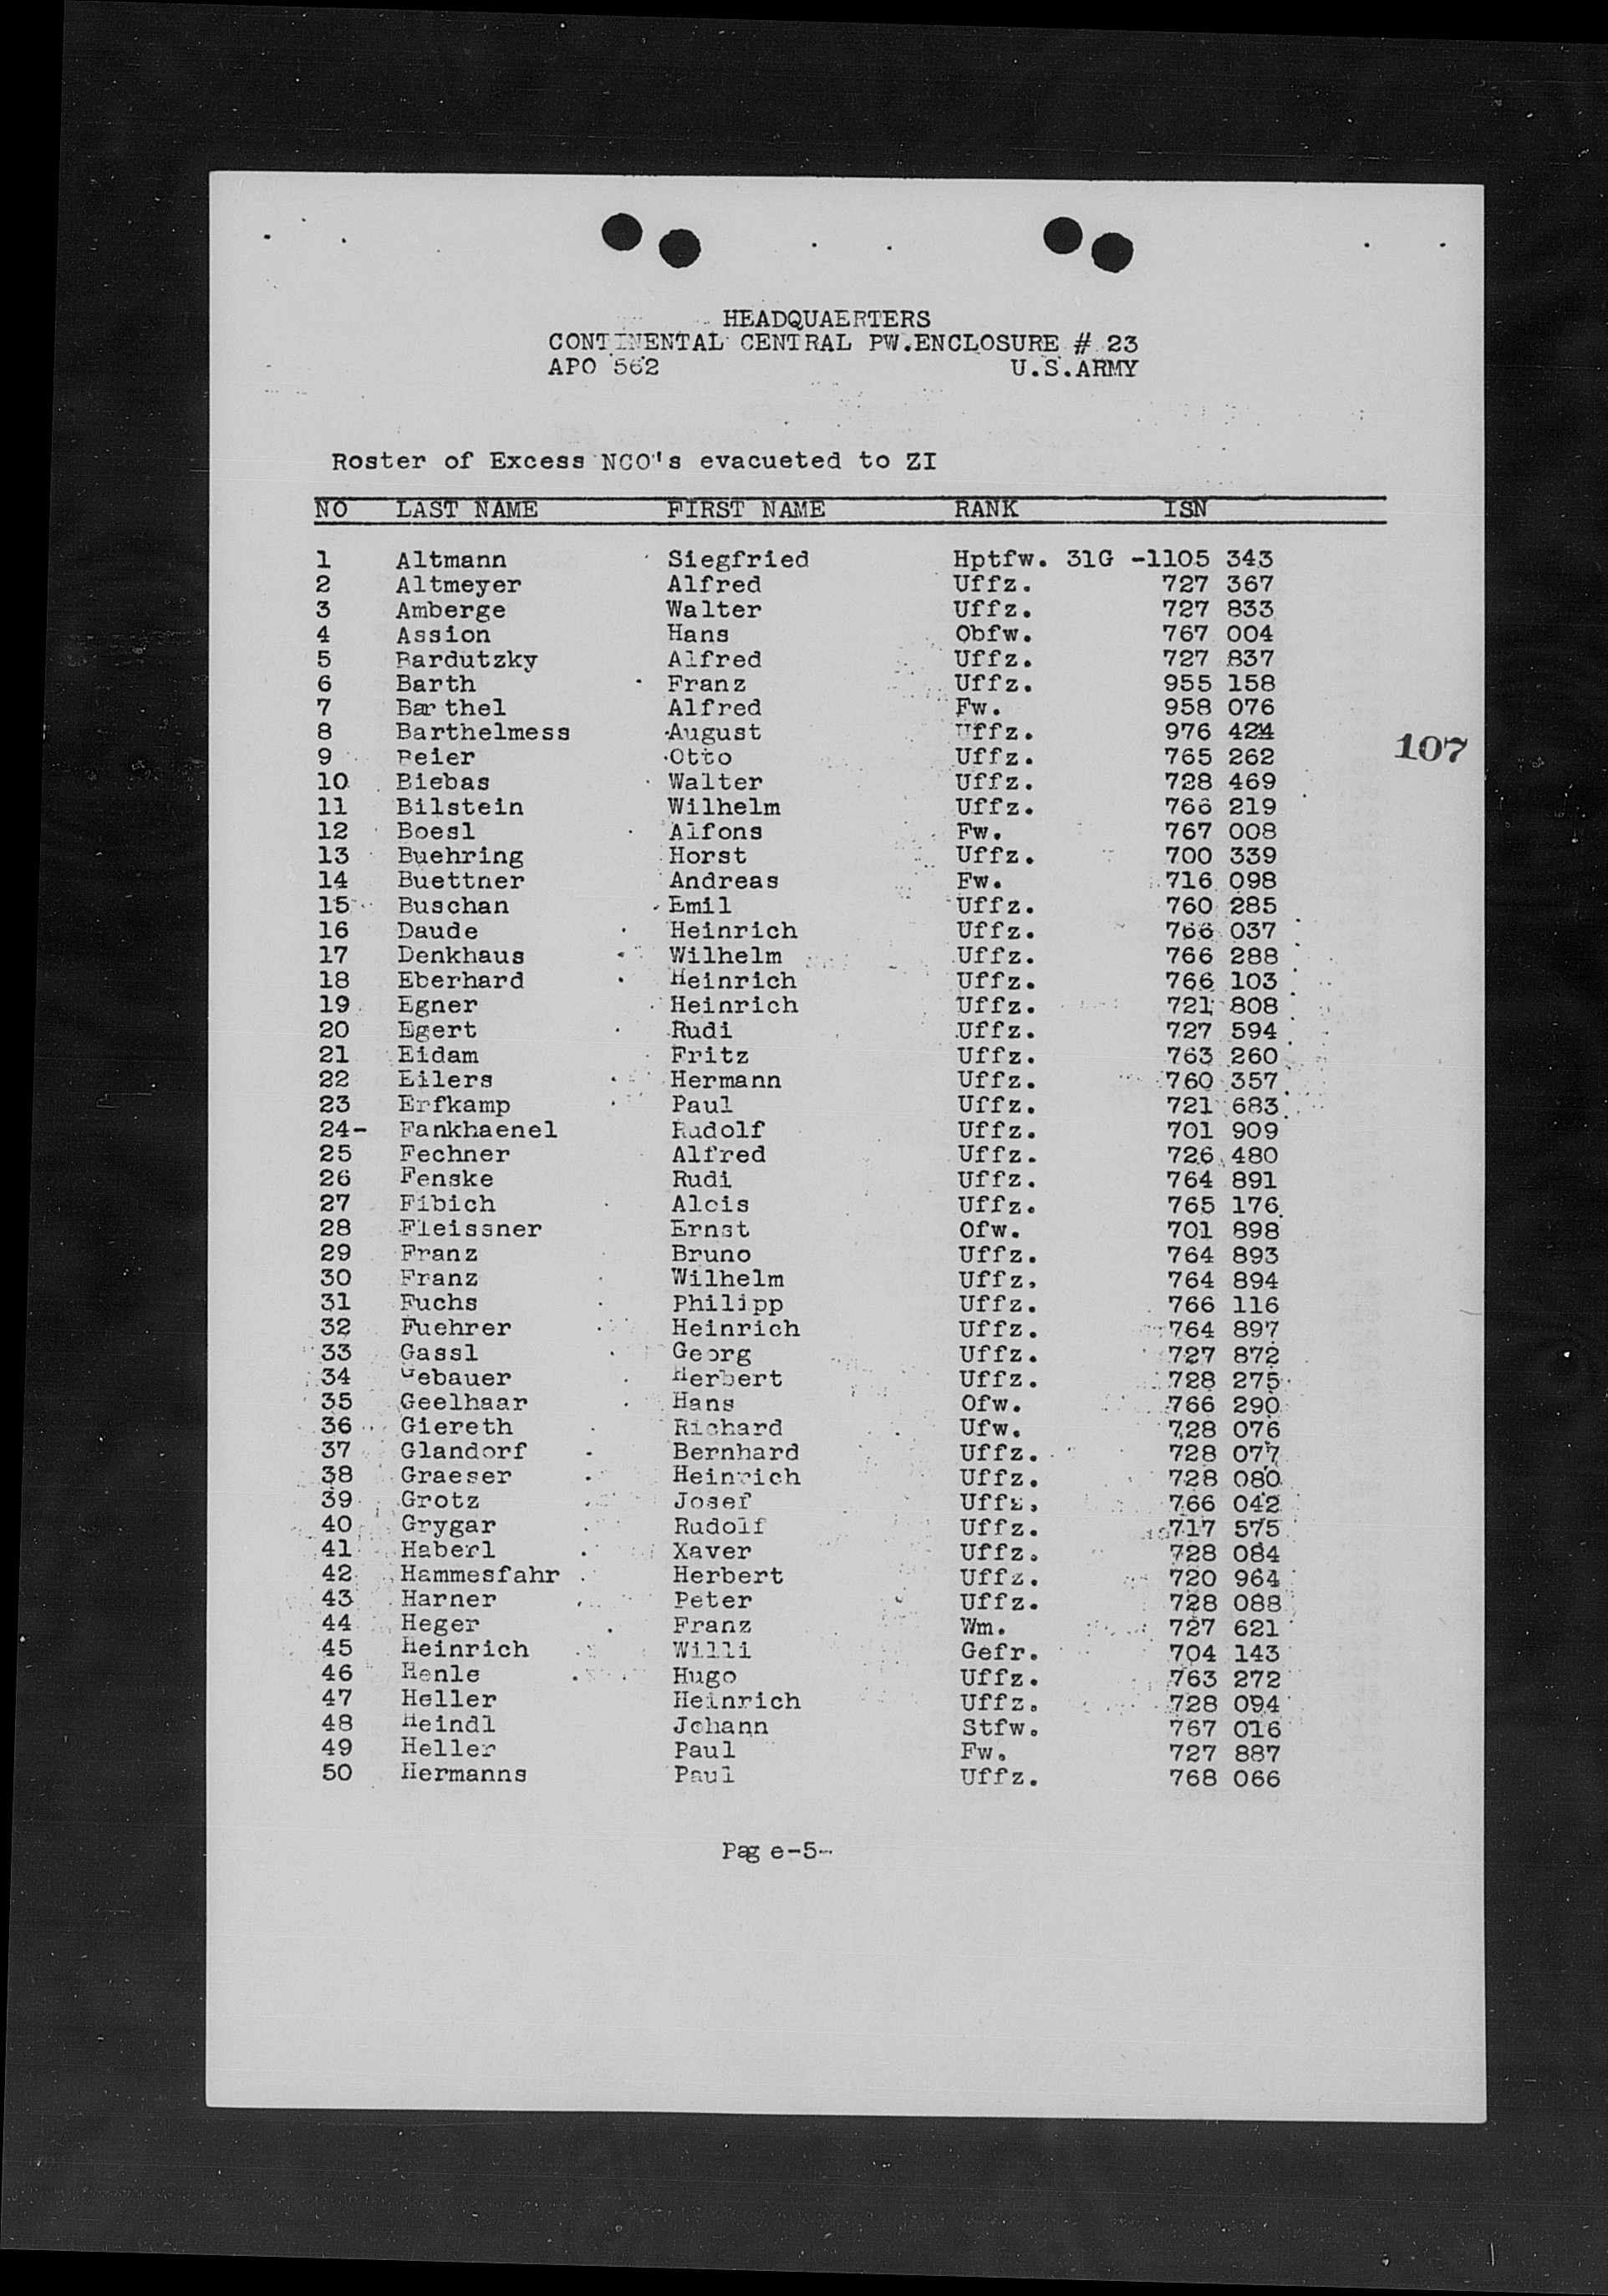 HEADQUAERTERS
CONTINENTAL CENTRAL PW.ENCLOSURE # 23
APO 562 U.S.ARMY
Roster of Excess NCO's evacueted to ZI
NO LAST NAME FIRST NAME RANK ISN
1 Altmann Siegfried Hptfw. 31G -1105 343
2 Altmeyer Alfred Uffz. 727 367
3 Amberge Walter Uffz. 727 833
4 Assion Hans Obfw. 767 004
5 Bardutzky Alfred Uffz. 727 837
6 Barth Franz Uffz. 955 158
7 Barthel Alfred Fw. 958 076
8 Barthelmess August Uffz. 976
107
9 Beier Otto Uffz. 765 262
10 Biebas Walter Uffz. 728 469
11 Bilstein Wilhelm Uffz. 766 219
12 Boesl Alfons Fw. 767 008
13 Buehring Horst Uffz. 700 339
14 Buettner Andreas Fw. 716 098
15 Buschan Emil Uffz. 760 285
16 Daude Heinrich Uffz. 766 037
17 Denkhaus Wilhelm Uffz. 766 288
18 Eberhard Heinrich Uffz. 766 103
19 Egner Heinrich Uffz. 721 808
20 Egert Rudi Uffz. 727 594
21 Eidam Fritz Uffz. 763 260
22 Eilers Hermann Uffz. 760 357
23 Erfkamp Paul Uffz. 721 683
24- Fankhaenel Rudolf Uffz. 701 909
25 Fechner Alfred Uffz. 726 480
26 Fenske Rudi Uffz. 764 891
27 Fibich Alois Uffz. 765 176
28 Fleissner Ernst Ofw. 701 898
29 Franz Bruno Uffz. 764 893
30 Franz Wilhelm Uffz. 764 894
31 Fuchs Philipp Uffz. 766 116
32 Fuehrer Heinrich Uffz. 764 897
33 Gassl Georg Uffz. 727 872
34 Gebauer Herbert Uffz. 728 275
35 Geelhaar Hans Ofw. 766 290
36 Giereth Richard Ufw. 728 076
37 Glandorf Bernhard Uffz. 728 077
38 Graeser Heinrich Uffz. 728 080
39 Grotz Josef Uffz. 766 042
40 Grygar Rudolf Uffz. 717 575
41 Haberl Xaver Uffz. 728 084
42 Hammesfahr Herbert Uffz. 720 964
43 Harner Peter Uffz. 728 088
44 Heger Franz Wm. 727 621
45 Heinrich Willi Gefr. 704 143
46 Henle Hugo Uffz. 763 272
47 Heller Heinrich Uffz. 728 094
48 Heindl Johann Stfw. 767 016
49 Heller Paul Fw. 727 887
50 Hermanns Paul Uffz. 768 066
Page-5-